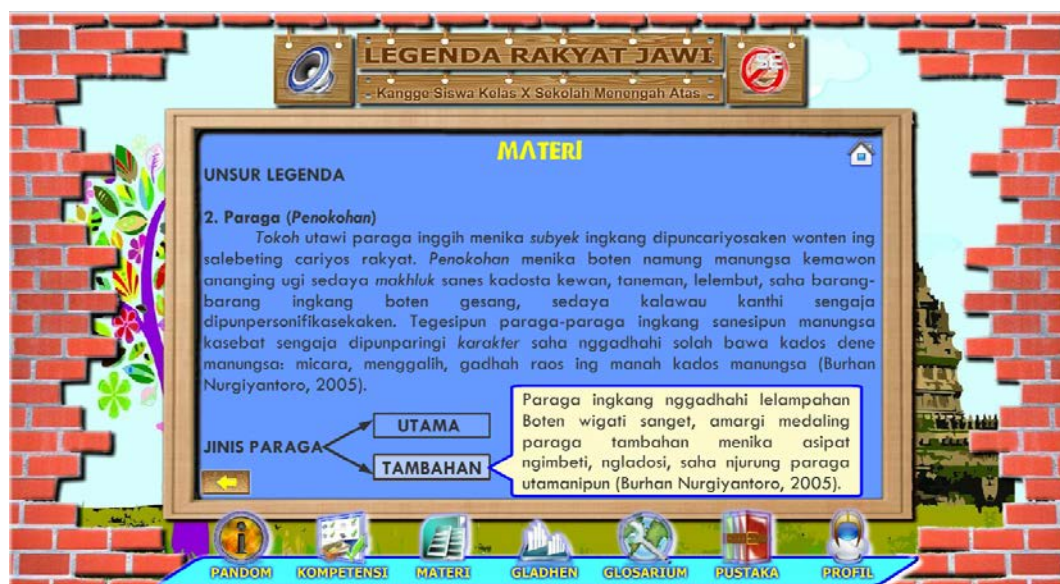 LEGENDA RAKYAT JAWI
Kangge Siswa Kelas X Sekolah Menengah Atas
MATERI
UNSUR LEGENDA
2. Paraga (Penokohan)
Tokoh utawi paraga inggih menika subyek ingkang dipuncariyosaken wonten ing
salebeting cariyos rakyat. Penokohan menika boten namung manungsa kemawon
ananging ugi sedaya makhluk sanes kadosta kewan, taneman, lelembut, saha barang-
barang ingkang boten gesang, sedaya kalawau kanthi sengaja
dipunpersonifikasekaken. Tegesipun paraga-paraga ingkang sanesipun manungsa
kasebat sengaja dipunparingi karakter saha nggadhahi solah bawa kados dene
manungsa: micara, menggalih, gadhah raos ing manah kados manungsa (Burhan
Nurgiyantoro, 2005).
JINIS PARAGA
UTAMA
TAMBAHAN
Paraga ingkang nggadhahi lelampahan
Boten wigati sanget, amargi medaling
paraga tambahan menika asipat
ngimbeti, ngladosi, saha njurung paraga
utamanipun (Burhan Nurgiyantoro, 2005).
PANDOM
KOMPETENSI
MATERI
GLADHEN
GLOSARIUM
PUSTAKA
PROFIL